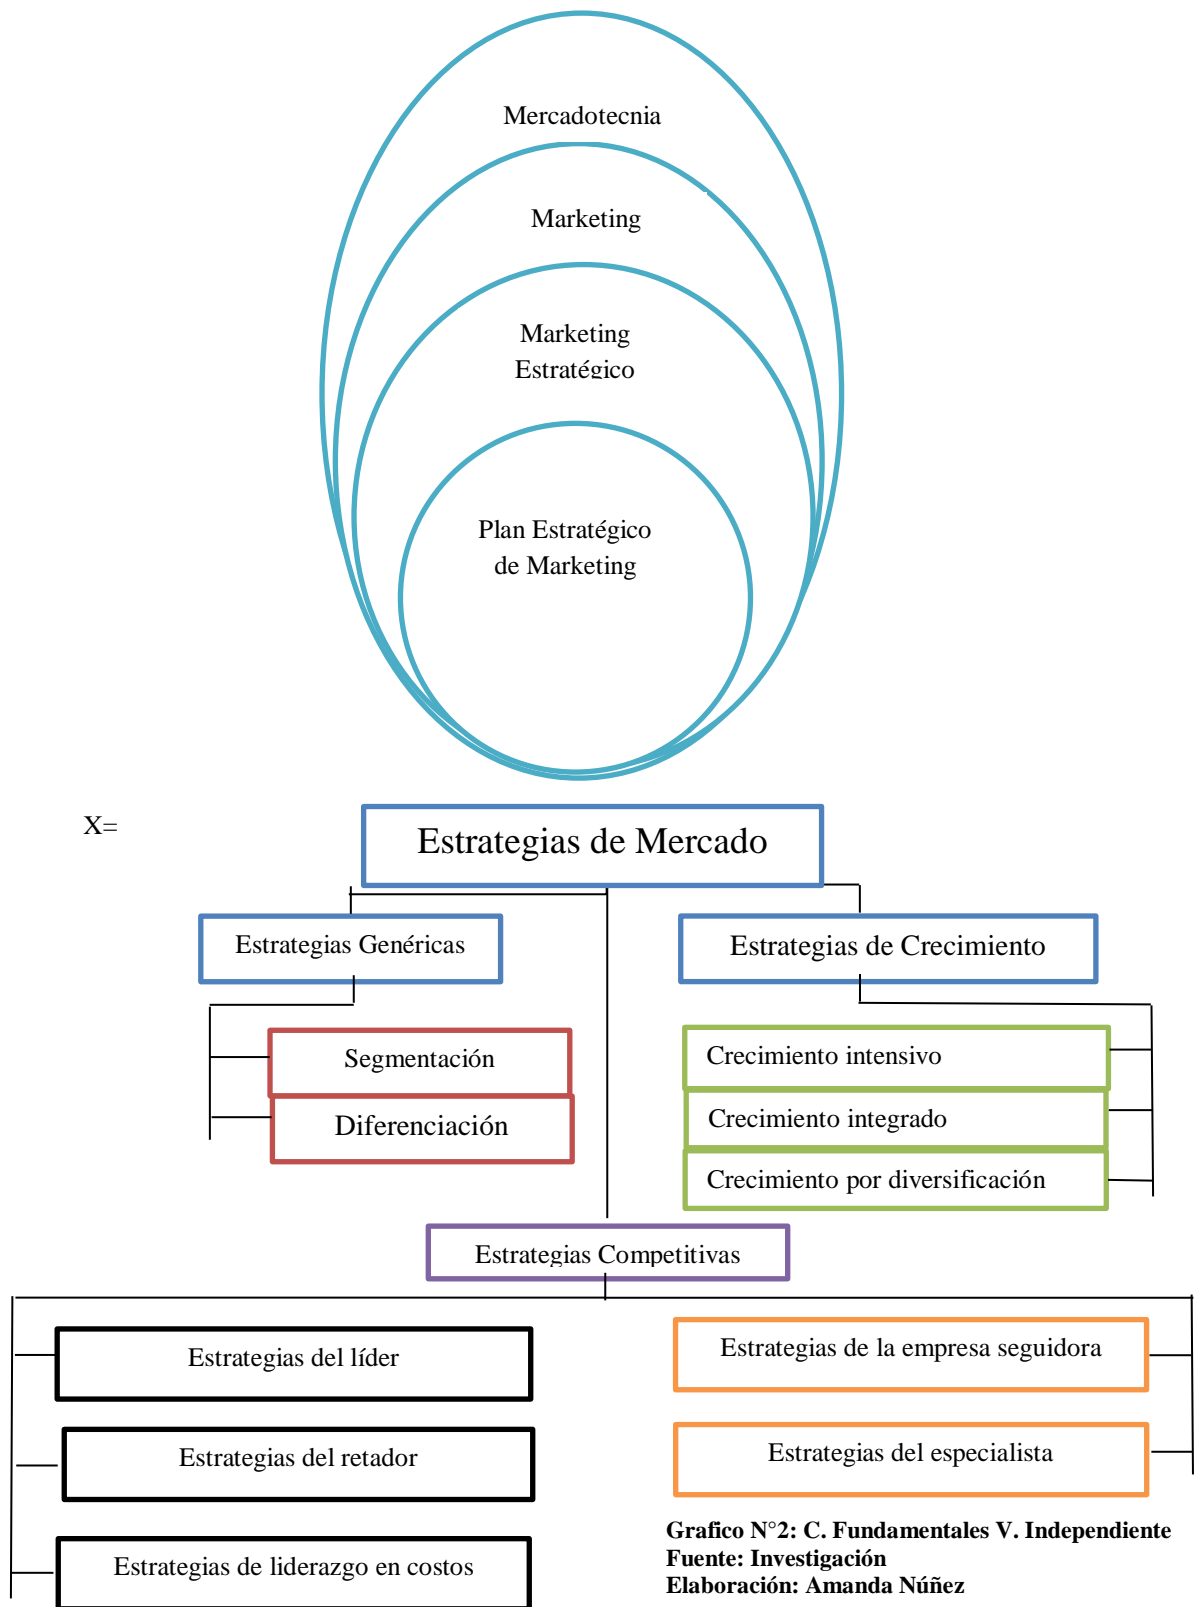 Mercadotecnia
Marketing
Marketing
Estratégico
Plan Estratégico
de Marketing
X=
Estrategias de Mercado
Estrategias Genéricas
Estrategias de Crecimiento
Segmentación
Diferenciación
Crecimiento intensivo
Crecimiento integrado
Crecimiento por diversificación
Estrategias Competitivas
Estrategias del líder
Estrategias del retador
Estrategias de liderazgo en costos
Estrategias de la empresa seguidora
Estrategias del especialista
Grafico N°2: C. Fundamentales V. Independiente
Fuente: Investigación
Elaboración: Amanda Núñez